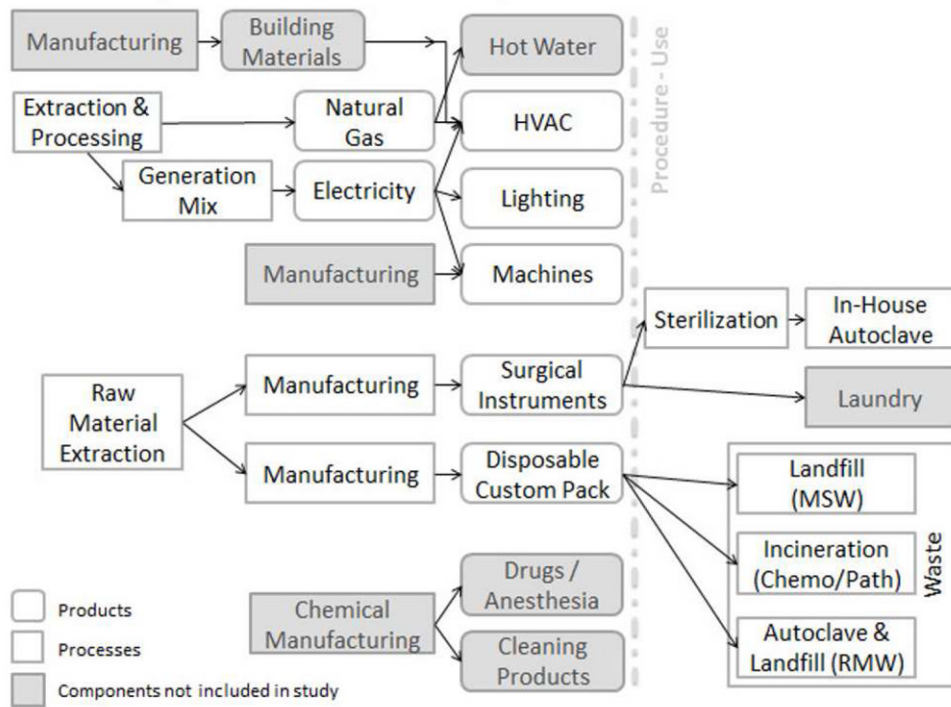 Manufacturing
Building
Materials
Hot Water
Extraction &
Processing
Natural
Gas
HVAC
Generation
Mix
Electricity
Lighting
Manufacturing
Machines
Procedure - Use
Sterilization
In-House
Autoclave
Raw
Material
Extraction
Manufacturing
Surgical
Instruments
Laundry
Manufacturing
Disposable
Custom Pack
Landfill
(MSW)
Incineration
(Chemo/Path)
Autoclave &
Landfill (RMW)
Waste
Chemical
Manufacturing
Drugs /
Anesthesia
Cleaning
Products
Products
Processes
Components not included in study